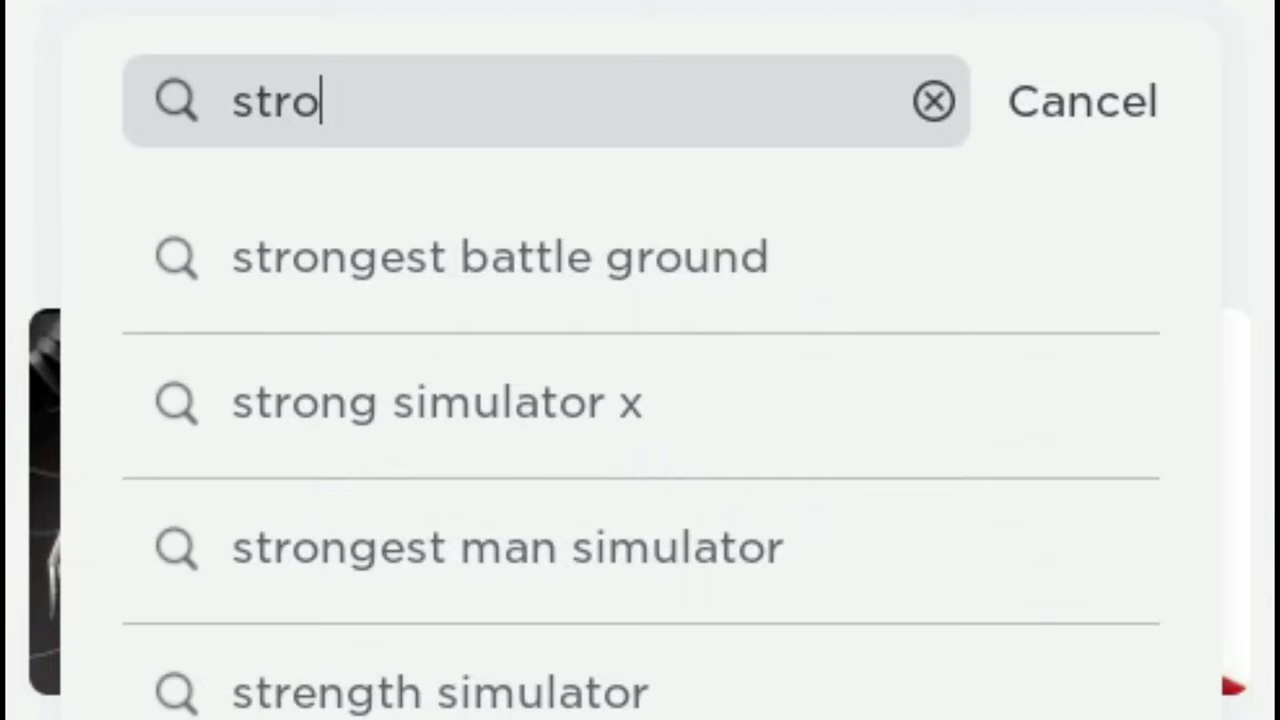 stro Cancel
strongest battle ground
strong simulator x
strongest man simulator
strength simulator